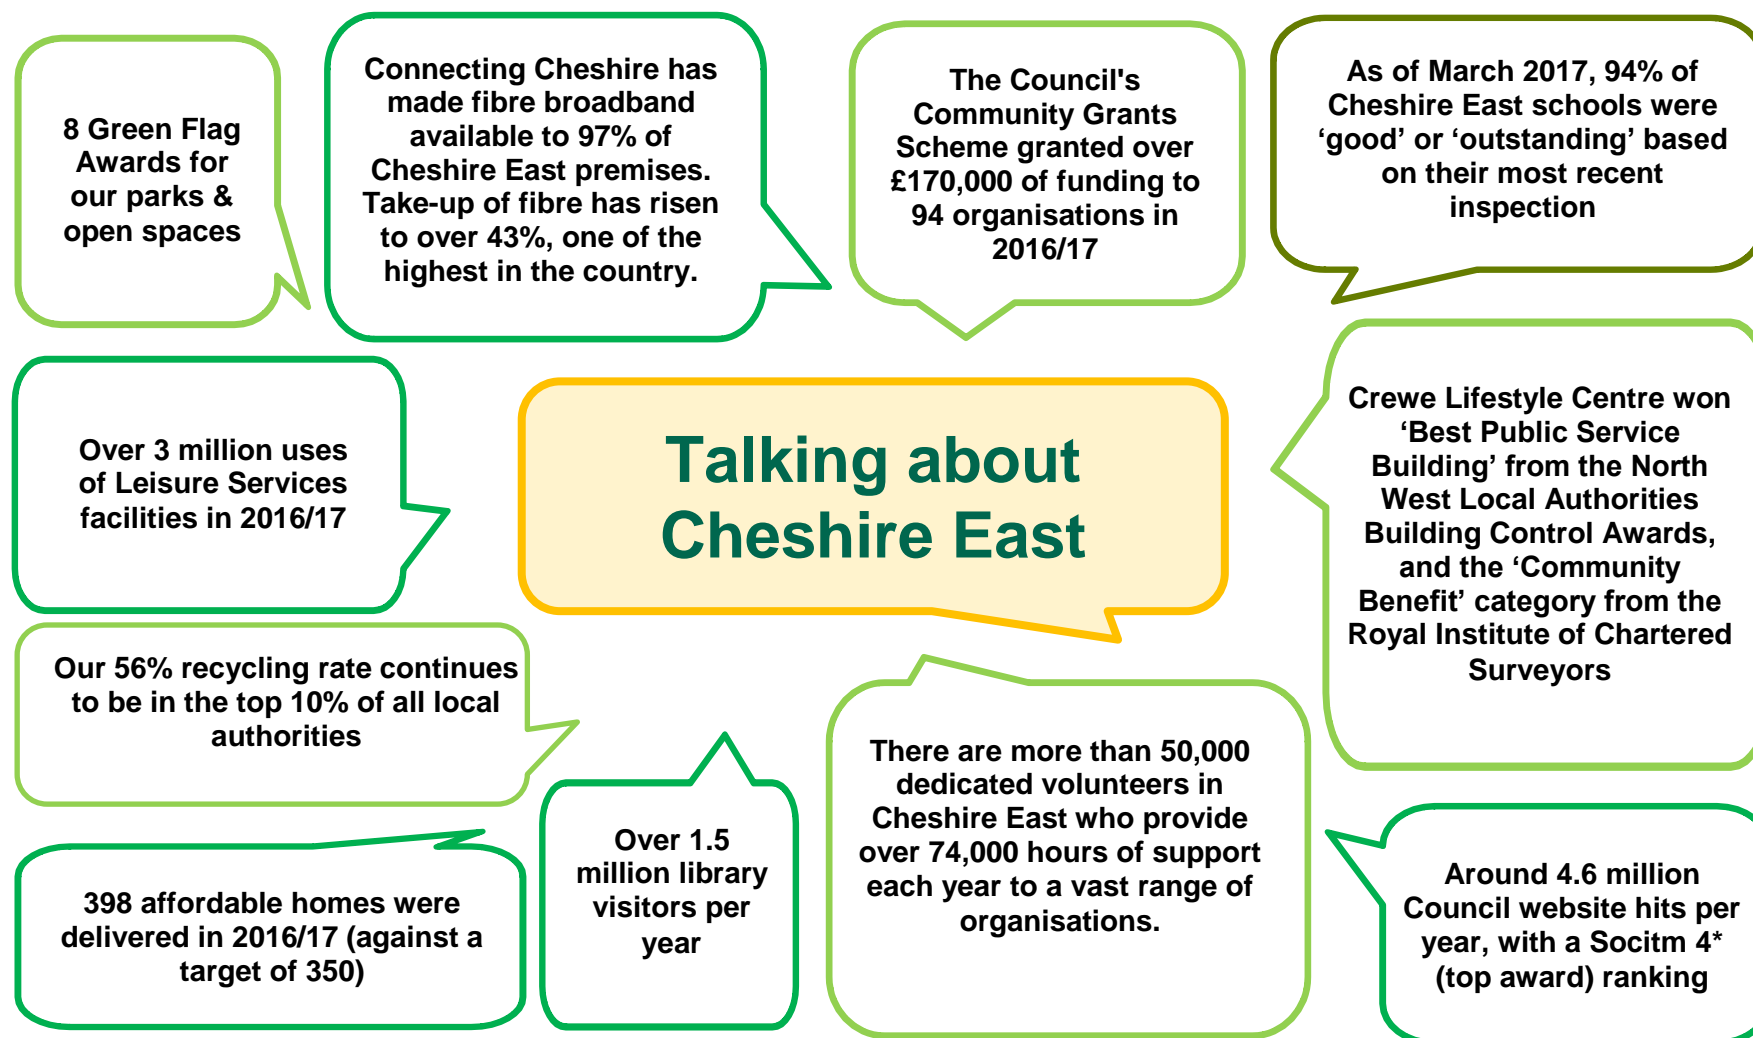 8 Green Flag
Awards for
our parks &
open spaces
Connecting Cheshire has
made fibre broadband
available to 97% of
Cheshire East premises.
Take-up of fibre has risen
to over 43%, one of the
highest in the country.
The Council's
Community Grants
Scheme granted over
£170,000 of funding to
94 organisations in
2016/17
As of March 2017, 94% of
Cheshire East schools were
‘good’ or ‘outstanding’ based
on their most recent
inspection
Over 3 million uses
of Leisure Services
facilities in 2016/17
Talking about
Cheshire East
Crewe Lifestyle Centre won
‘Best Public Service
Building’ from the North
West Local Authorities
Building Control Awards,
and the ‘Community
Benefit’ category from the
Royal Institute of Chartered
Surveyors
Our 56% recycling rate continues
to be in the top 10% of all local
authorities
398 affordable homes were
delivered in 2016/17 (against a
target of 350)
Over 1.5
million library
visitors per
year
There are more than 50,000
dedicated volunteers in
Cheshire East who provide
over 74,000 hours of support
each year to a vast range of
organisations.
Around 4.6 million
Council website hits per
year, with a Socitm 4*
(top award) ranking